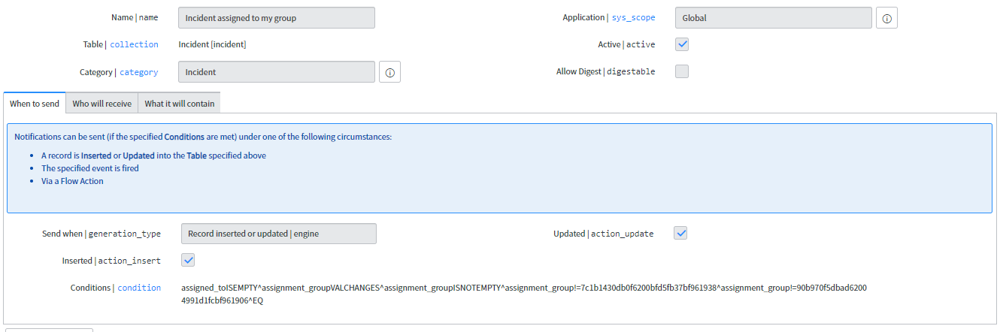 Name | name Incident assigned to my group Application | sys_scope Global
Table | collection Incident [incident] Active | active
Category | category Incident Allow Digest | digestable
When to send Who will receive What it will contain
Notifications can be sent (if the specified Conditions are met) under one of the following circumstances:
• A record is Inserted or Updated into the Table specified above
• The specified event is fired
• Via a Flow Action
Send when | generation_type Record inserted or updated | engine Updated | action_update
Inserted | action_insert
Conditions | condition assigned_toISEMPTY^assignment_groupVALCHANGES^assignment_groupISNOTEMPTY^assignment_group!=7c1b1430db0f6200bfd5fb37bf961938^assignment_group!=90b970f5dbad6200
4991d1fcbf961906^EQ